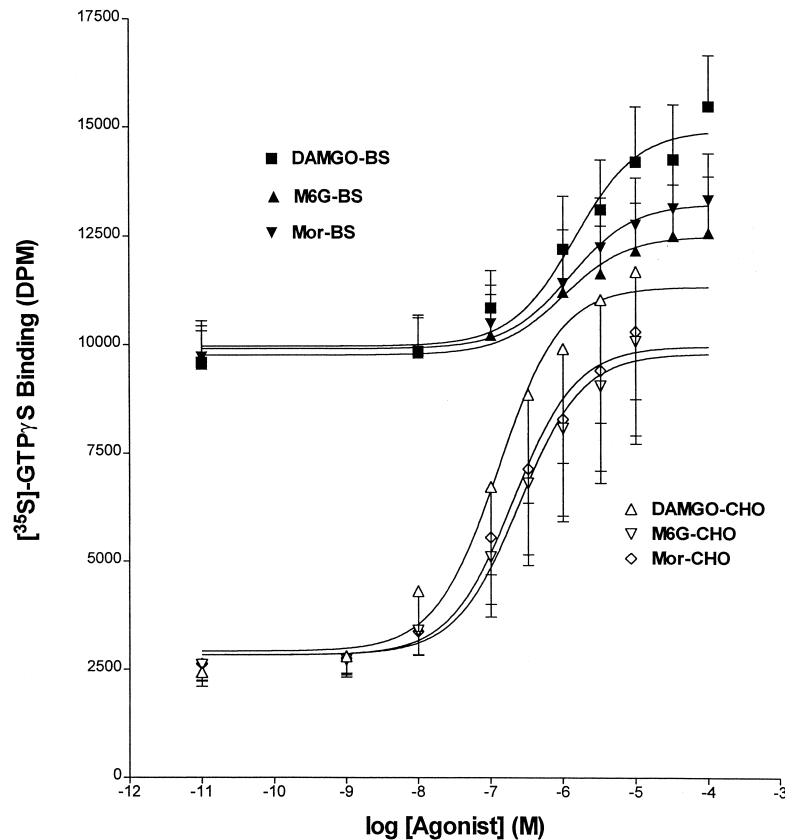 17500
15000
12500
10000
7500
5000
2500
0
[³⁵S]-GTPγS Binding (DPM)
DAMGO-BS
M6G-BS
Mor-BS
DAMGO-CHO
M6G-CHO
Mor-CHO
-12 -11 -10 -9 -8 -7 -6 -5 -4 -3
log [Agonist] (M)